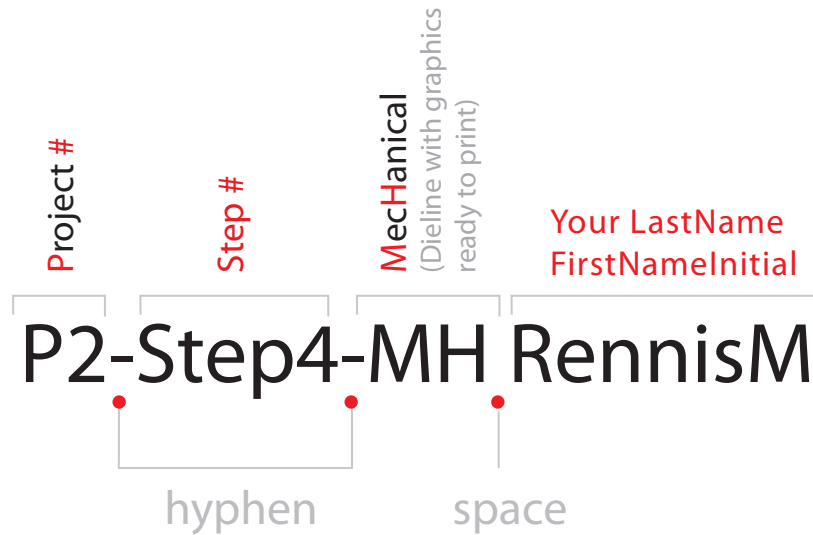 Project #
Step #
MecHanical
(Dieline with graphics
ready to print)
Your LastName
FirstNameInitial
P2-Step4-MH RennisM
hyphen
space